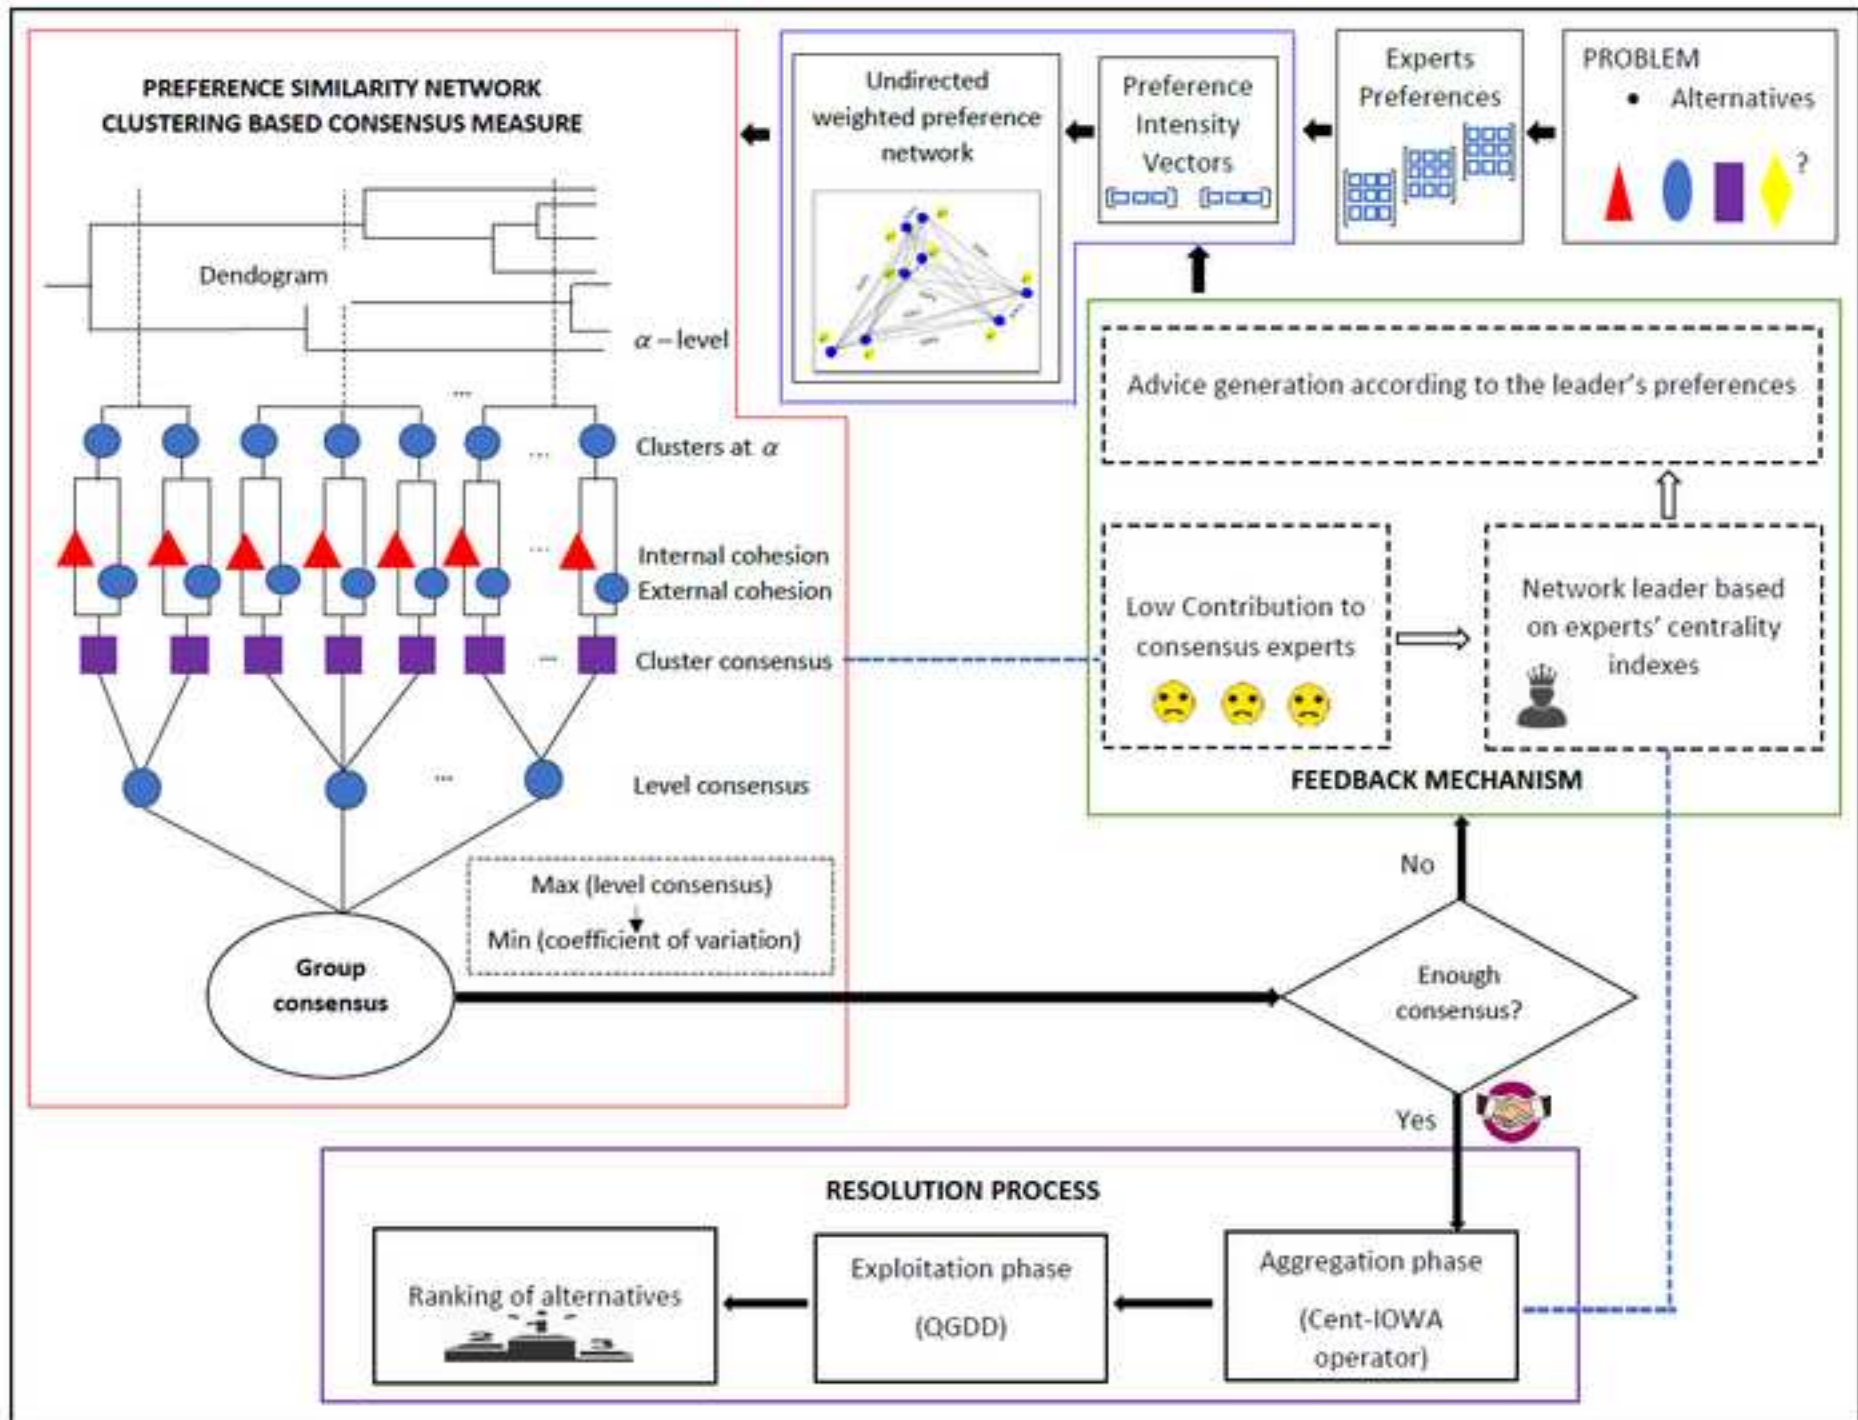 PREFERENCE SIMILARITY NETWORK
CLUSTERING BASED CONSENSUS MEASURE
Dendogram
α – level
...
Clusters at α
...
Internal cohesion
...
External cohesion
Cluster consensus
...
Level consensus
...
Max (level consensus)
Min (coefficient of variation)
Group
consensus
Undirected
weighted preference
network
Preference
Intensity
Vectors
Experts
Preferences
PROBLEM
• Alternatives
?
Advice generation according to the leader's preferences
Low Contribution to
consensus experts
Network leader based
on experts' centrality
indexes
FEEDBACK MECHANISM
No
Enough
consensus?
Yes
RESOLUTION PROCESS
Aggregation phase
(Cent-IOWA
operator)
Exploitation phase
(QGDD)
Ranking of alternatives
2 1 3